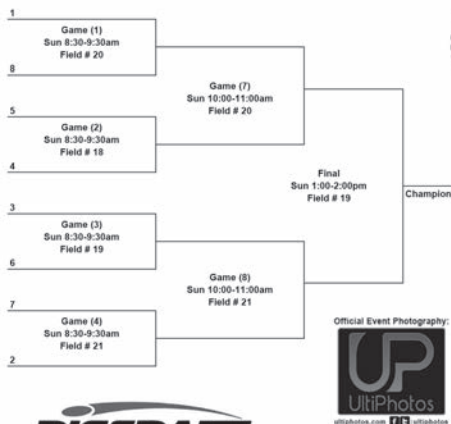 1
Game (1)
Sun 8:30-9:30am
Field # 20
8
Game (7)
Sun 10:00-11:00am
Field # 20
5
Game (2)
Sun 8:30-9:30am
Field # 18
4
Final
Sun 1:00-2:00pm
Field # 19
Champion
3
Game (3)
Sun 8:30-9:30am
Field # 19
6
Game (8)
Sun 10:00-11:00am
Field # 21
7
Game (4)
Sun 8:30-9:30am
Field # 21
2
Official Event Photography:
UP
UltiPhotos
ultiphotos.com f t /ultiphotos